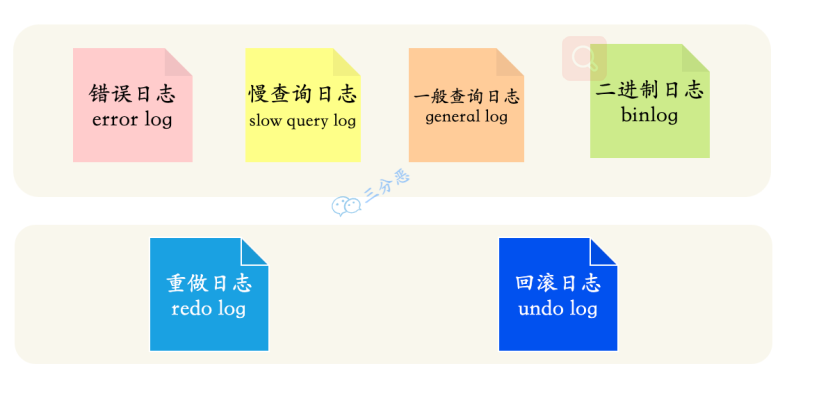 错误日志
error log
慢查询日志
slow query log
一般查询日志
general log
二进制日志
binlog
三分恶
重做日志
redo log
回滚日志
undo log